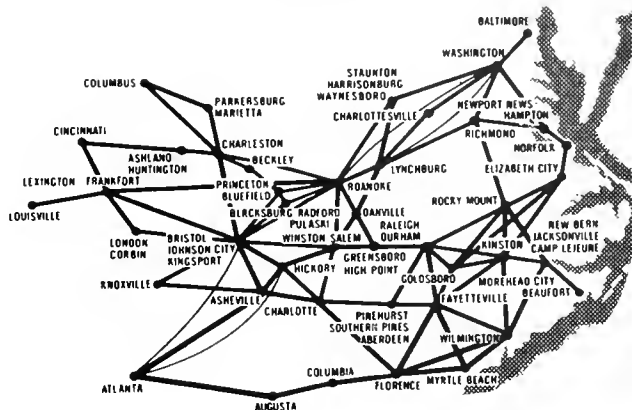 BALTIMORE
WASHINGTON
COLUMBUS
STAUNTON
HARRISONBURG
WAYNESBORO
PARKERSBURG
MARIETTA
NEWPORT NEWS
HAMPTON
CHARLOTTESVILLE
CINCINNATI
CHARLESTON
RICHMOND
NORFOLK
ASHLAND
HUNTINGTON
BECKLEY
LYNCHBURG
ELIZABETH CITY
LEXINGTON
FRANKFORT
PRINCETON
BLUEFIELD
ROANOKE
LOUISVILLE
BLACKSBURG RADFORD
PULASKI
DANVILLE
ROCKY MOUNT
LONDON
CORBIN
BRISTOL
JOHNSON CITY
KINGSPORT
WINSTON SALEM
RALEIGH
DURHAM
NEW BERN
JACKSONVILLE
CAMP LEJEUNE
KINSTON
HICKORY
GREENSBORO
HIGH POINT
GOLDSBORO
MOREHEAD CITY
BEAUFORT
KNOXVILLE
ASHEVILLE
CHARLOTTE
PINEHURST
SOUTHERN PINES
ABERDEEN
FAYETTEVILLE
WILMINGTON
ATLANTA
COLUMBIA
FLORENCE
MYRTLE BEACH
AUGUSTA